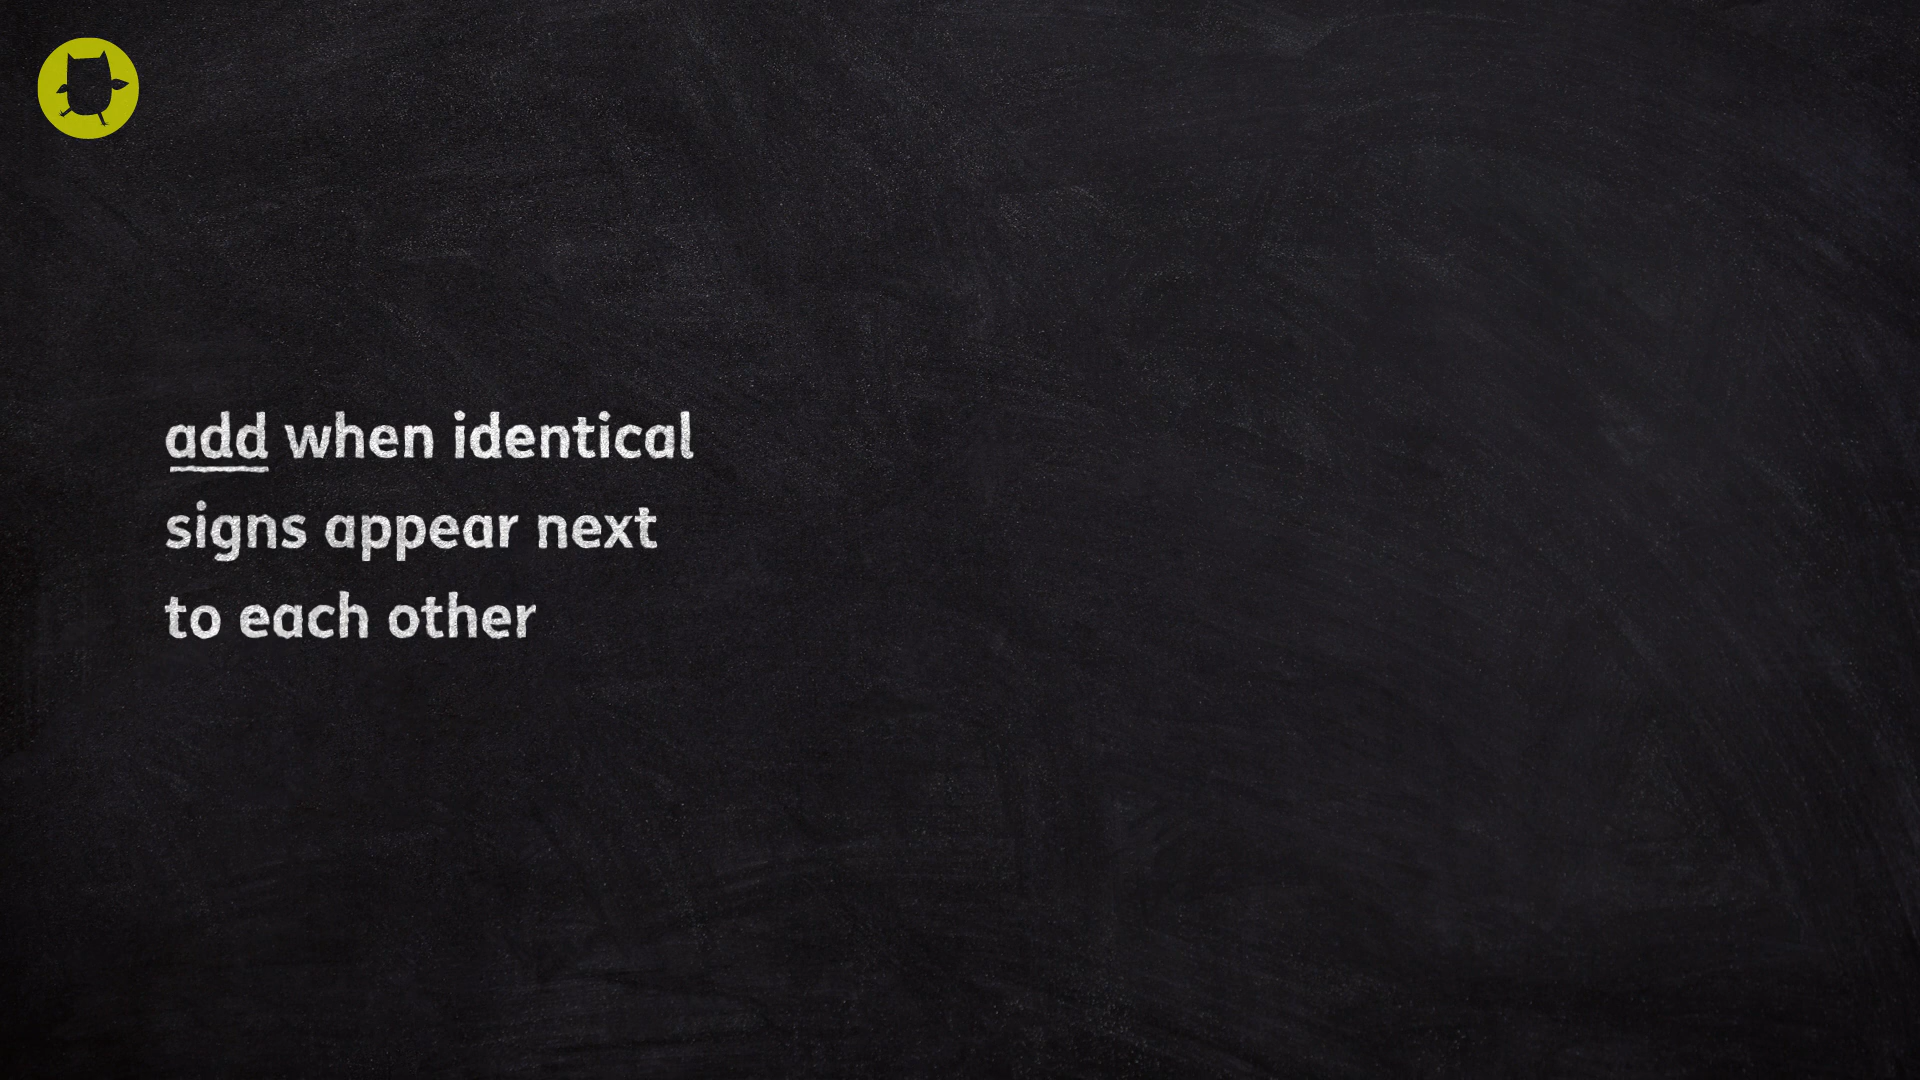 add when identical
signs appear next
to each other